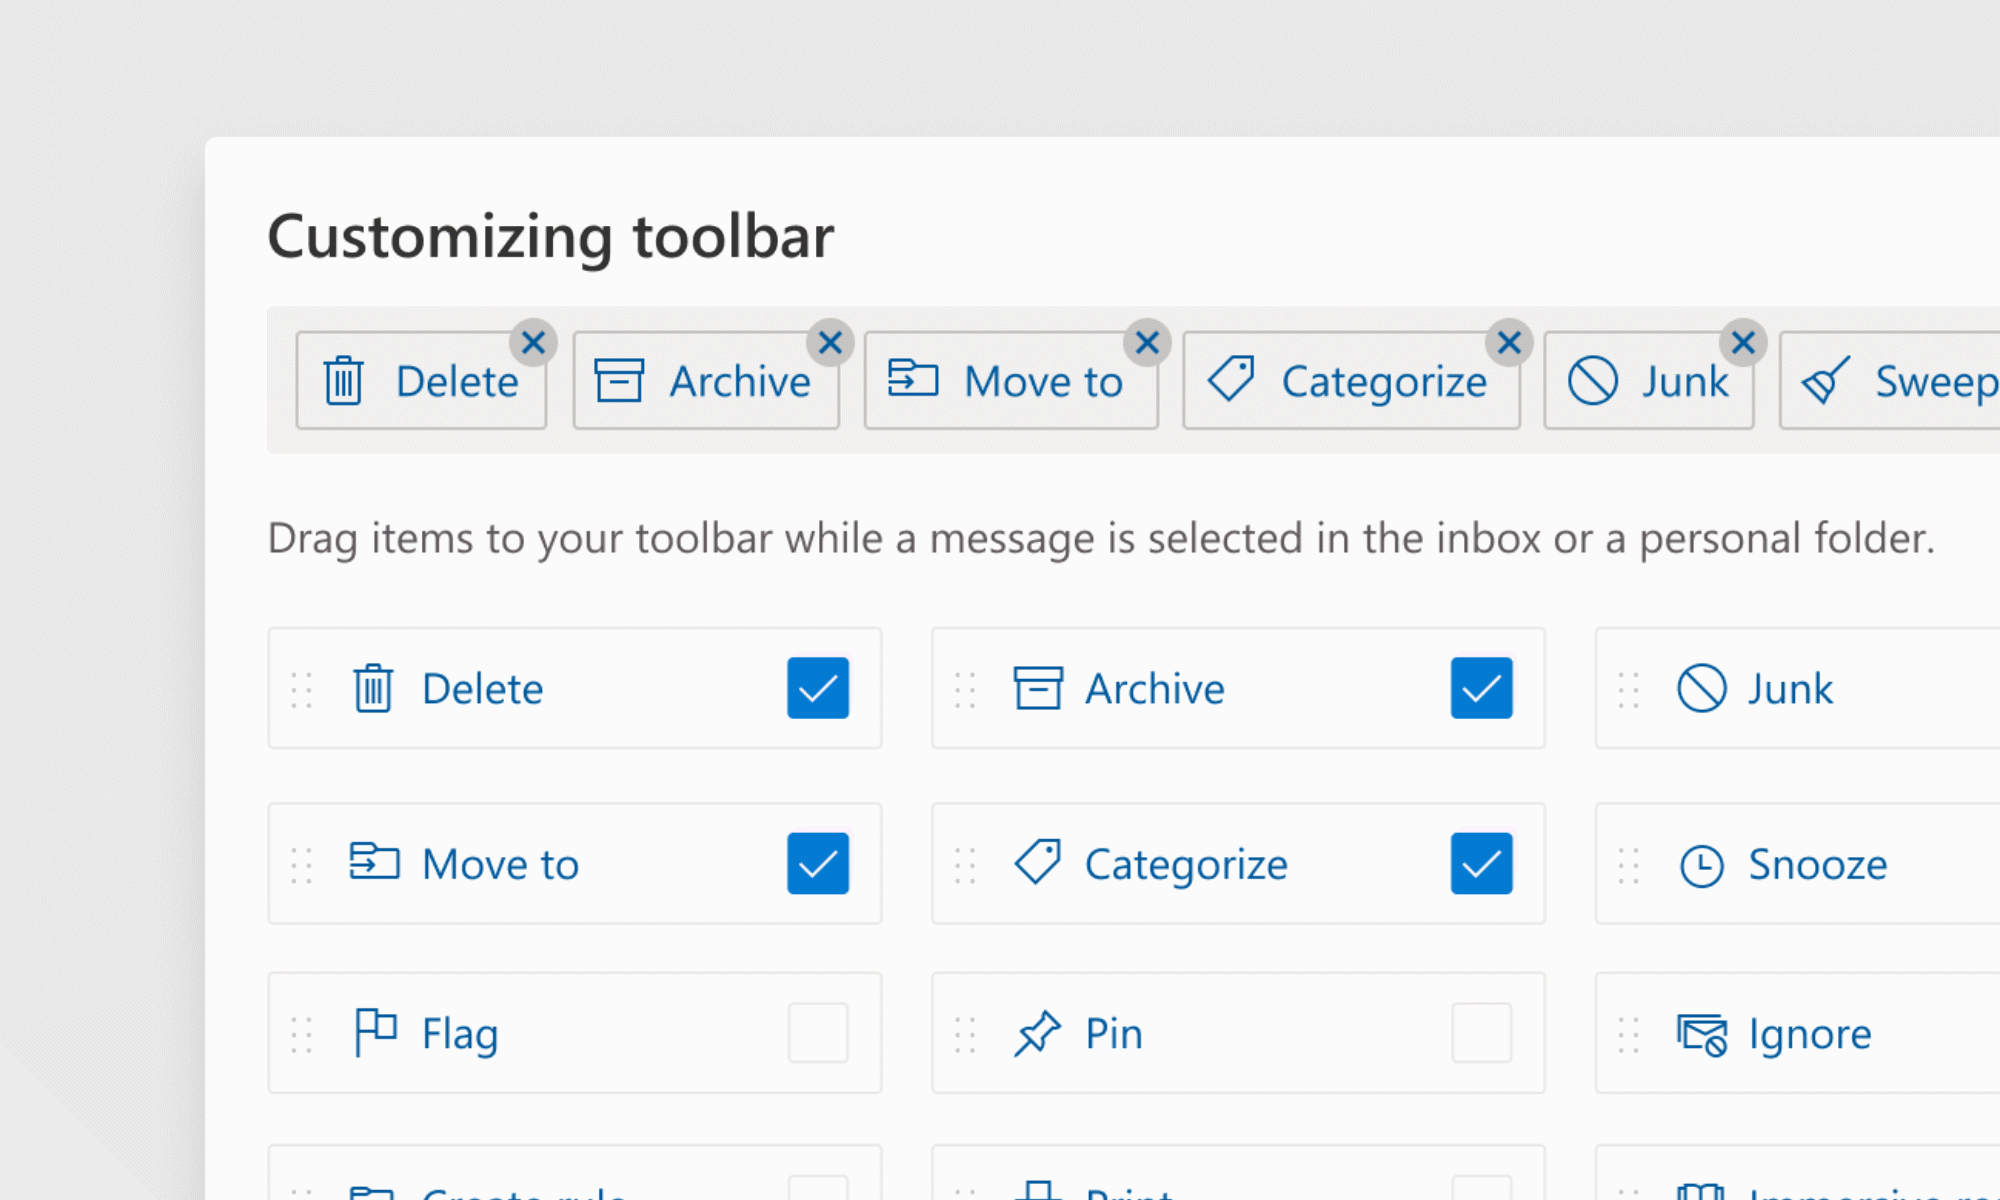 Customizing toolbar
Delete Archive Move to Categorize Junk Sweep
Drag items to your toolbar while a message is selected in the inbox or a personal folder.
Delete Archive Junk
Move to Categorize Snooze
Flag Pin Ignore
Create rule Print Immersive